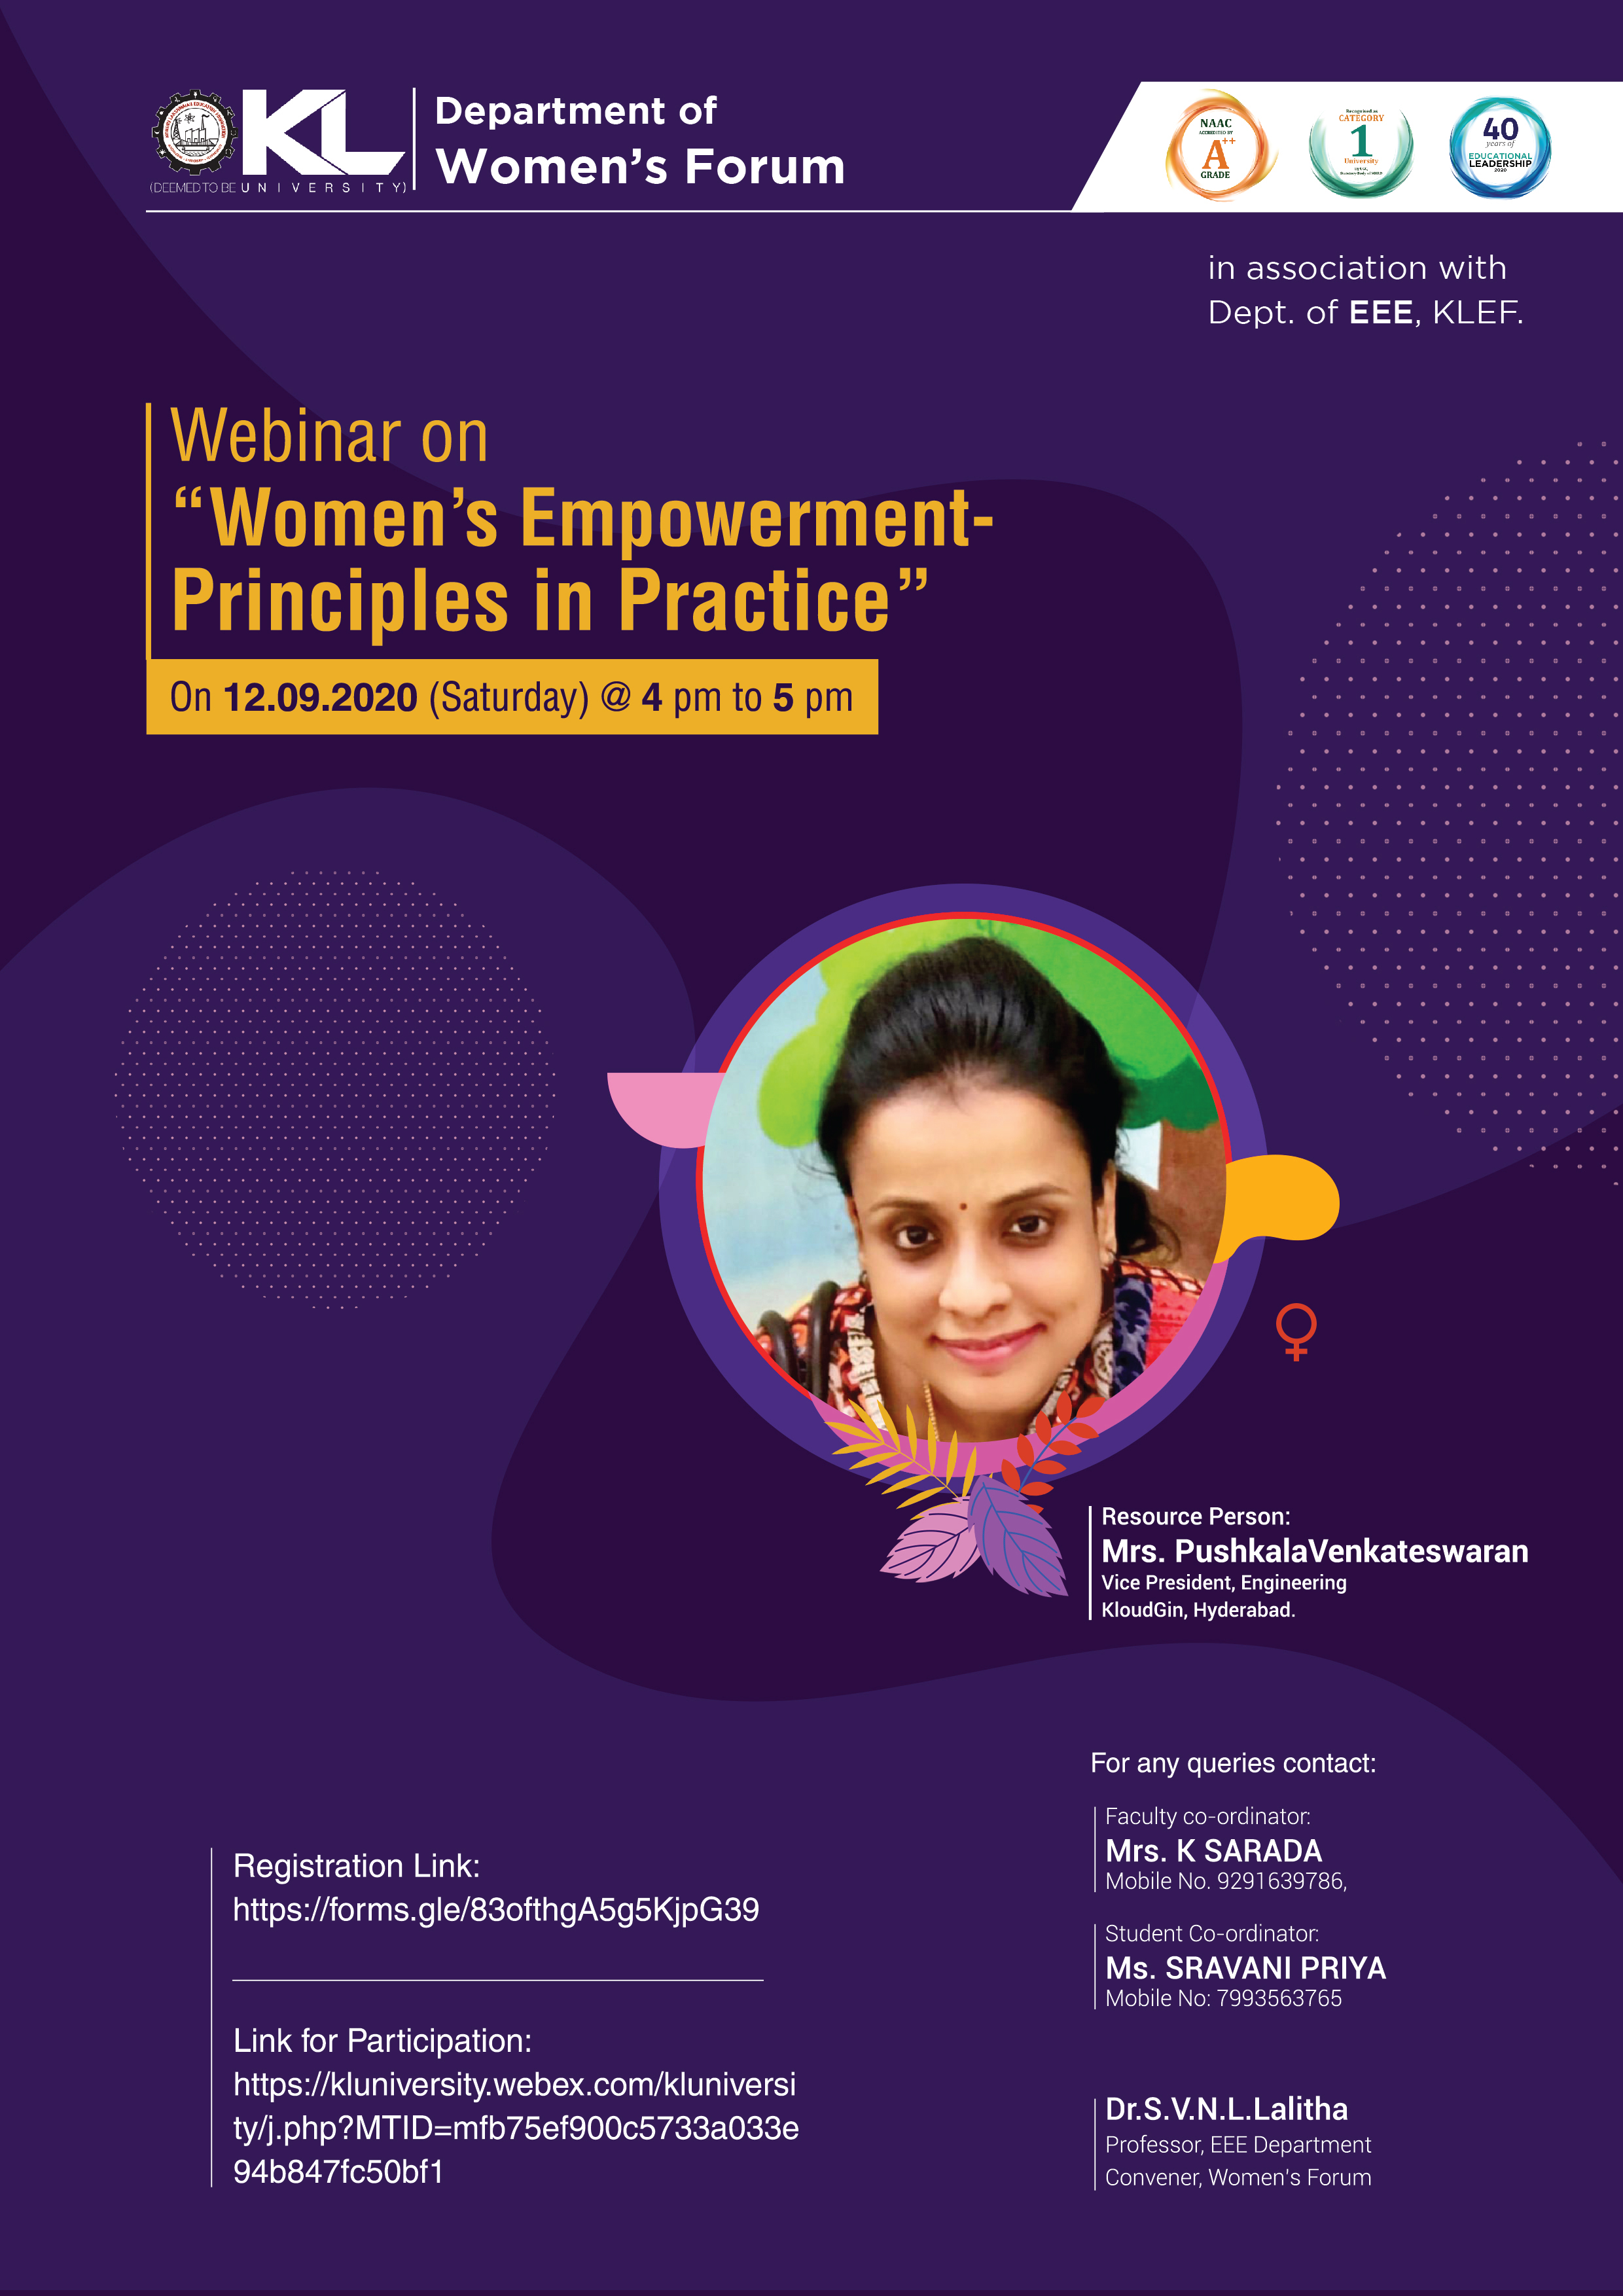 KL
(DEEMED TO BE UNIVERSITY)
Department of
Women's Forum
NAAC
ACCREDITED BY
A++
GRADE
Recognised as
CATEGORY
1
University
40
years of
EDUCATIONAL
LEADERSHIP
2020
in association with
Dept. of EEE, KLEF.
Webinar on
“Women’s Empowerment-
Principles in Practice”
On 12.09.2020 (Saturday) @ 4 pm to 5 pm
Resource Person:
Mrs. PushkalaVenkateswaran
Vice President, Engineering
KloudGin, Hyderabad.
For any queries contact:
Faculty co-ordinator:
Mrs. K SARADA
Mobile No. 9291639786,
Student Co-ordinator:
Ms. SRAVANI PRIYA
Mobile No: 7993563765
Dr.S.V.N.L.Lalitha
Professor, EEE Department
Convener, Women's Forum
Registration Link:
https://forms.gle/83ofthgA5g5KjpG39
Link for Participation:
https://kluniversity.webex.com/kluniversi
ty/j.php?MTID=mfb75ef900c5733a033e
94b847fc50bf1